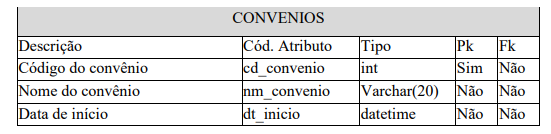 CONVENIOS
Descrição Cód. Atributo Tipo Pk Fk
Código do convênio cd_convenio int Sim Não
Nome do convênio nm_convenio Varchar(20) Não Não
Data de início dt_inicio datetime Não Não